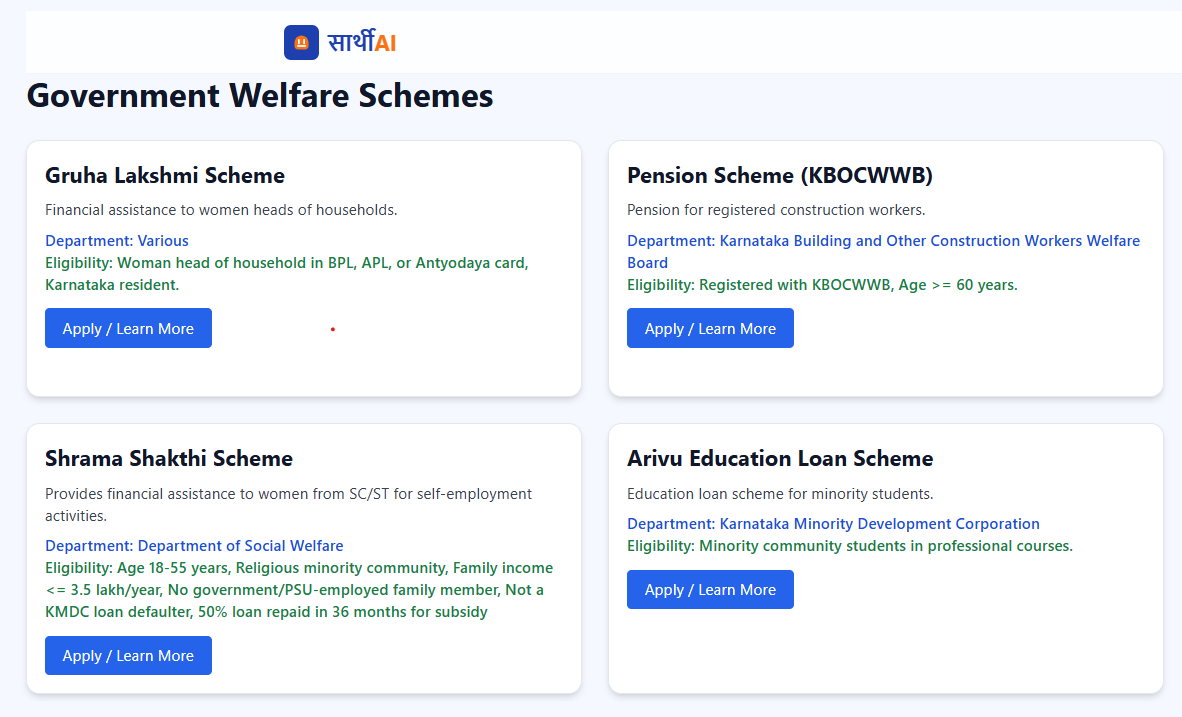 सार्थीAI
Government Welfare Schemes
Gruha Lakshmi Scheme
Financial assistance to women heads of households.
Department: Various
Eligibility: Woman head of household in BPL, APL, or Antyodaya card,
Karnataka resident.
Apply / Learn More
Pension Scheme (KBOCWWB)
Pension for registered construction workers.
Department: Karnataka Building and Other Construction Workers Welfare
Board
Eligibility: Registered with KBOCWWB, Age >= 60 years.
Apply / Learn More
Shrama Shakthi Scheme
Provides financial assistance to women from SC/ST for self-employment
activities.
Department: Department of Social Welfare
Eligibility: Age 18-55 years, Religious minority community, Family income
<= 3.5 lakh/year, No government/PSU-employed family member, Not a
KMDC loan defaulter, 50% loan repaid in 36 months for subsidy
Apply / Learn More
Arivu Education Loan Scheme
Education loan scheme for minority students.
Department: Karnataka Minority Development Corporation
Eligibility: Minority community students in professional courses.
Apply / Learn More